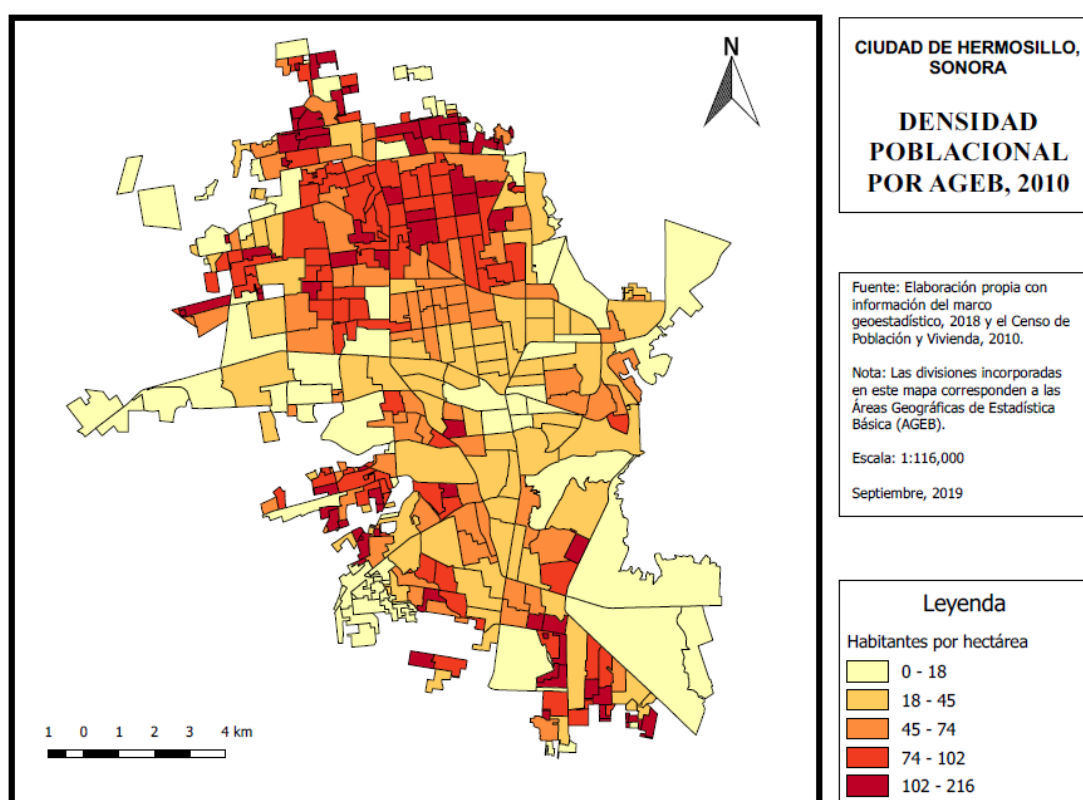 N
1 0 1 2 3 4 km
CIUDAD DE HERMOSILLO,
SONORA
DENSIDAD
POBLACIONAL
POR AGEB, 2010
Fuente: Elaboración propia con
información del marco
geoestadístico, 2018 y el Censo de
Población y Vivienda, 2010.
Nota: Las divisiones incorporadas
en este mapa corresponden a las
Áreas Geográficas de Estadística
Básica (AGEB).
Escala: 1:116,000
Septiembre, 2019
Leyenda
Habitantes por hectárea
0 - 18
18 - 45
45 - 74
74 - 102
102 - 216